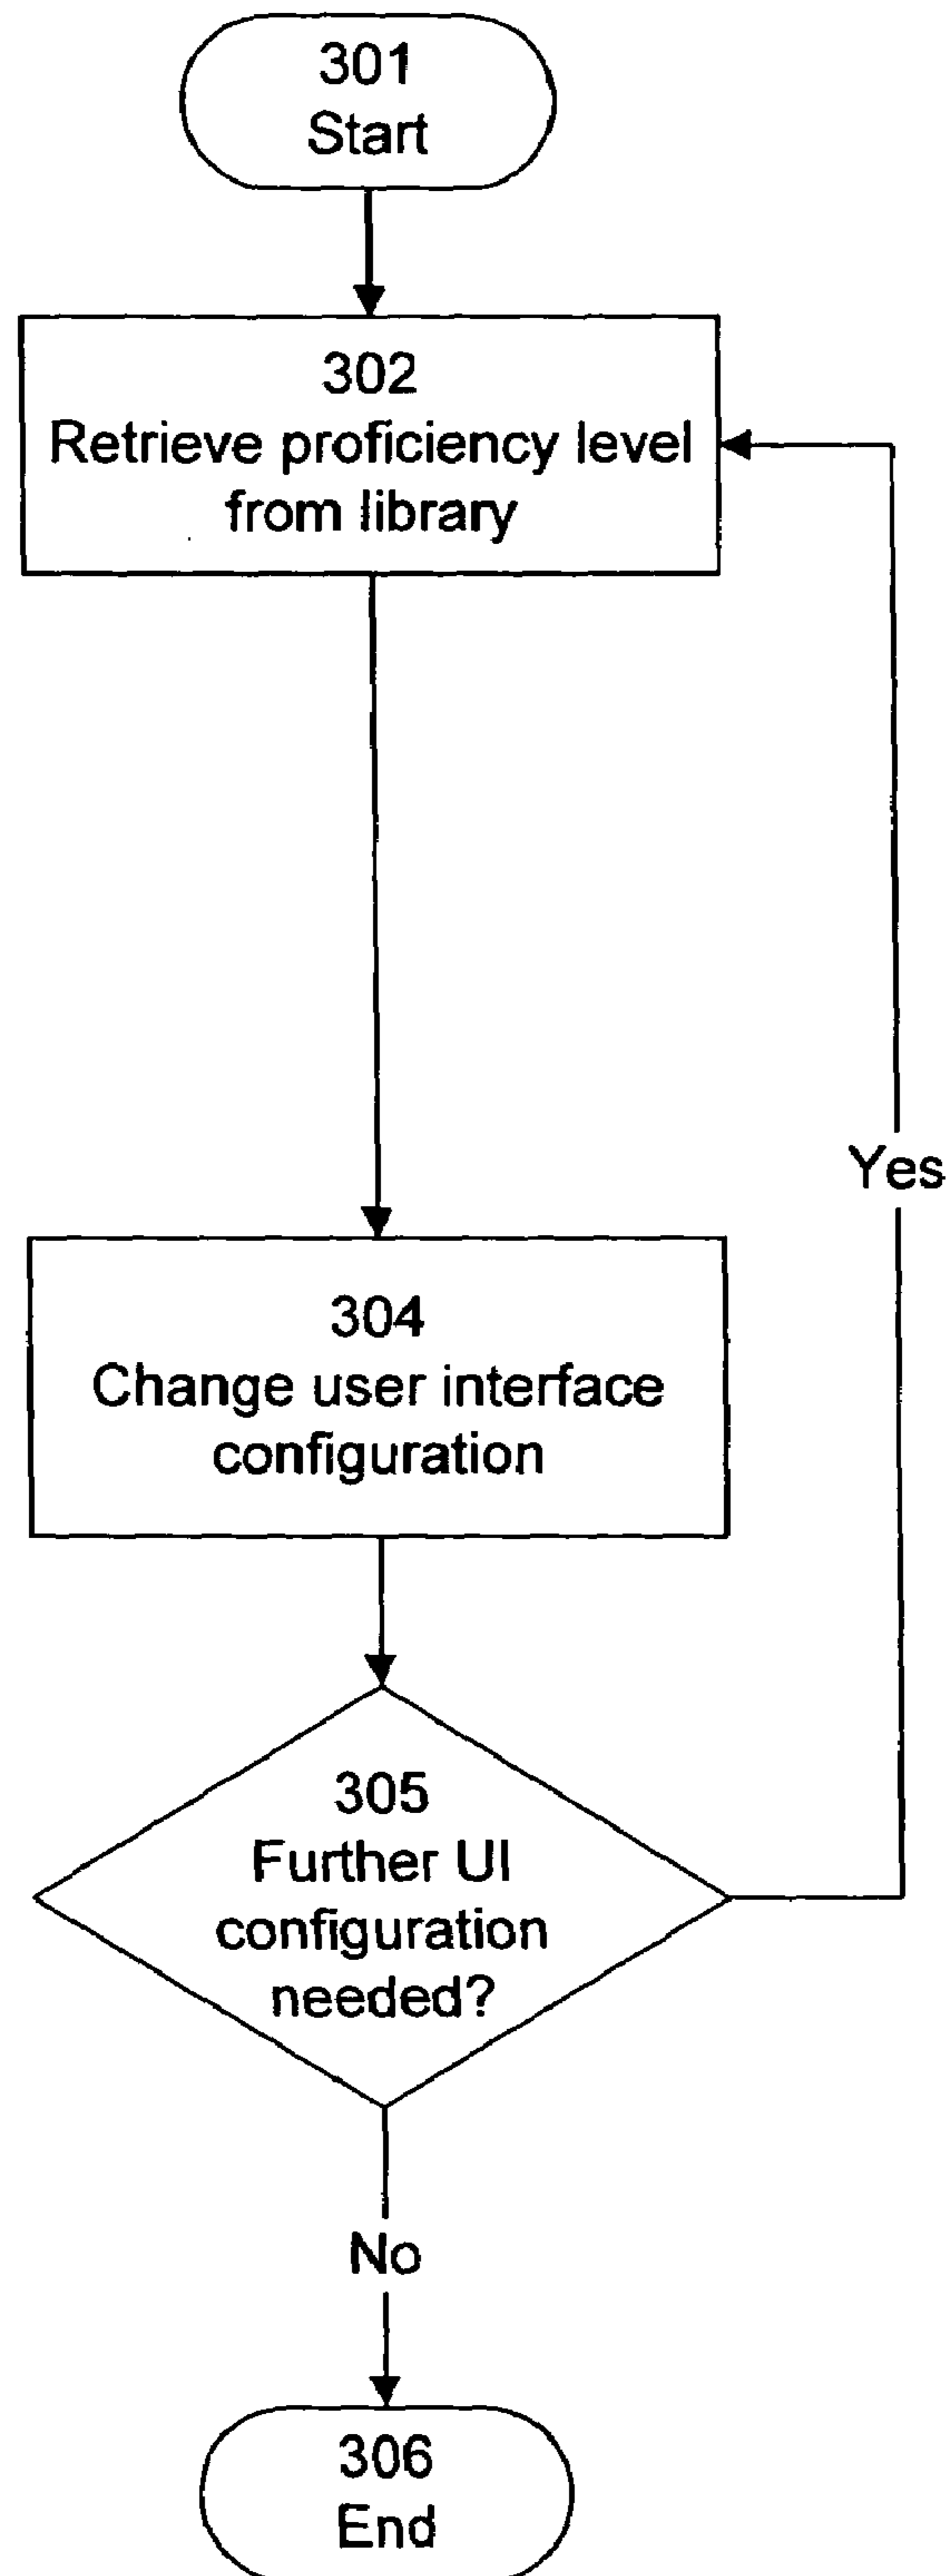 301
Start
302
Retrieve proficiency level
from library
Yes
304
Change user interface
configuration
305
Further UI
configuration
needed?
No
306
End